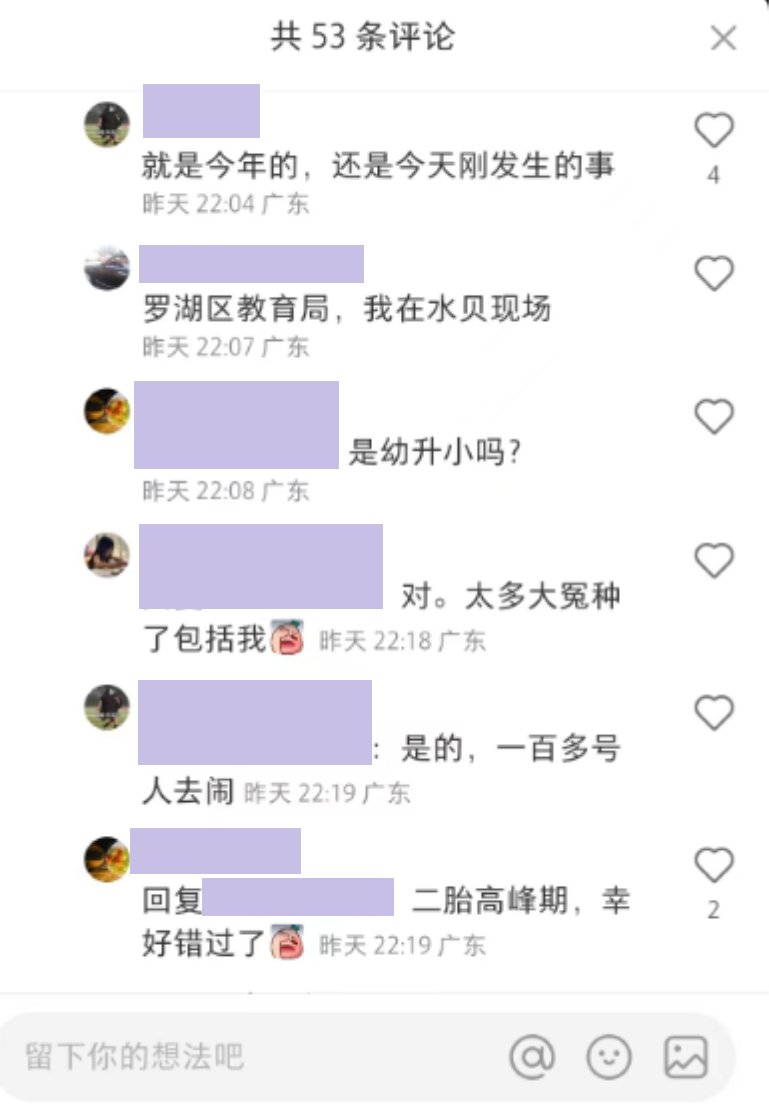 共 53 条评论
就是今年的，还是今天刚发生的事
4
昨天 22:04 广东
罗湖区教育局，我在水贝现场
昨天 22:07 广东
是幼升小吗？
昨天 22:08 广东
对。太多大冤种
了包括我 昨天 22:18 广东
：是的，一百多号
人去闹 昨天 22:19 广东
回复 二胎高峰期，幸
2
好错过了 昨天 22:19 广东
留下你的想法吧